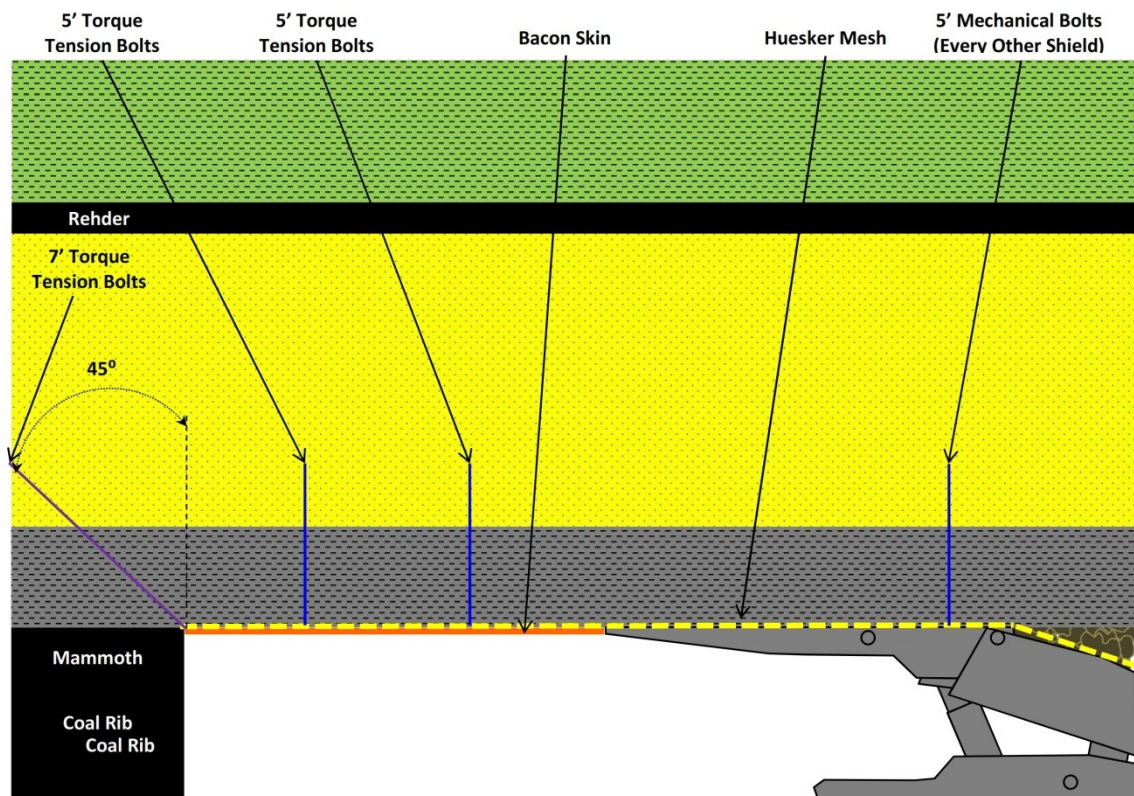 5’ Torque
Tension Bolts
5’ Torque
Tension Bolts
Bacon Skin
Huesker Mesh
5’ Mechanical Bolts
(Every Other Shield)
Rehder
7’ Torque
Tension Bolts
45⁰
Mammoth
Coal Rib
Coal Rib